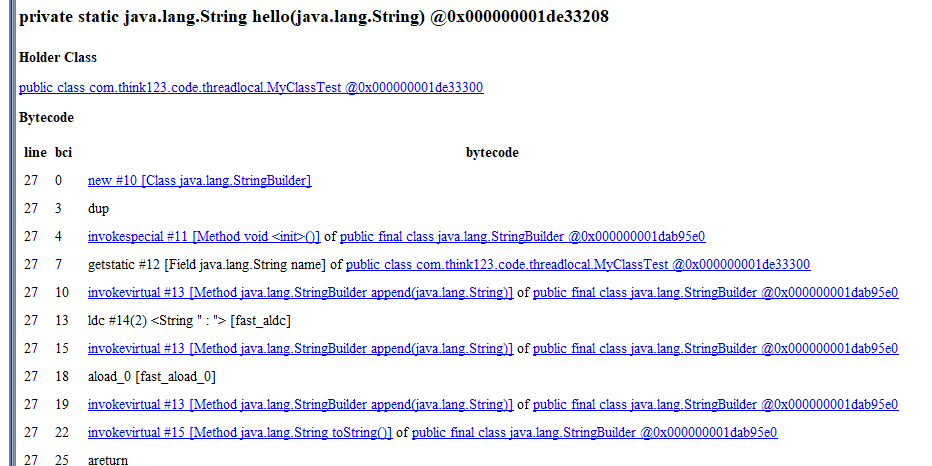 private static java.lang.String hello(java.lang.String) @0x000000001de33208
Holder Class
public class com.think123.code.threadlocal.MyClassTest @0x000000001de33300
Bytecode
line bci bytecode
27 0 new #10 [Class java.lang.StringBuilder]
27 3 dup
27 4 invokespecial #11 [Method void <init>()] of public final class java.lang.StringBuilder @0x000000001dab95e0
27 7 getstatic #12 [Field java.lang.String name] of public class com.think123.code.threadlocal.MyClassTest @0x000000001de33300
27 10 invokevirtual #13 [Method java.lang.StringBuilder append(java.lang.String)] of public final class java.lang.StringBuilder @0x000000001dab95e0
27 13 ldc #14(2) <String " : "> [fast_aldc]
27 15 invokevirtual #13 [Method java.lang.StringBuilder append(java.lang.String)] of public final class java.lang.StringBuilder @0x000000001dab95e0
27 18 aload_0 [fast_aload_0]
27 19 invokevirtual #13 [Method java.lang.StringBuilder append(java.lang.String)] of public final class java.lang.StringBuilder @0x000000001dab95e0
27 22 invokevirtual #15 [Method java.lang.String toString()] of public final class java.lang.StringBuilder @0x000000001dab95e0
27 25 areturn